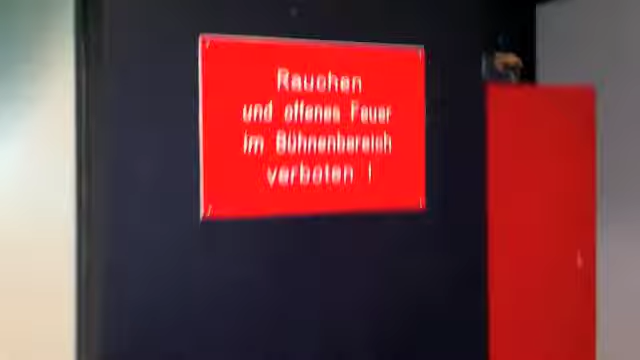 Rauchen
und offenes Feuer
im Bühnenbereich
verboten !